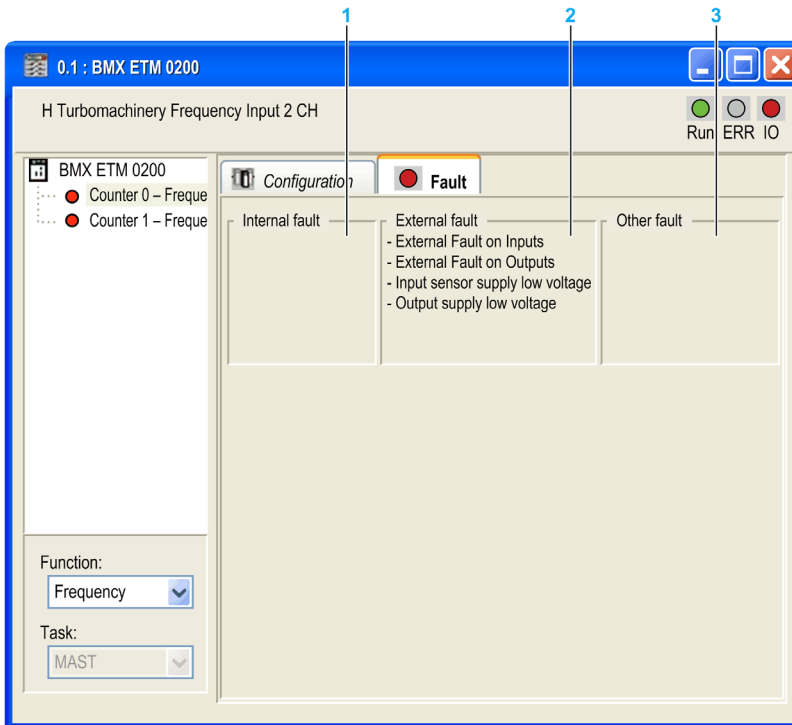 1 2 3
0.1 : BMX ETM 0200
H Turbomachinery Frequency Input 2 CH
Run ERR IO
BMX ETM 0200
Counter 0 – Freque
Counter 1 – Freque
Configuration
Fault
Internal fault
External fault
- External Fault on Inputs
- External Fault on Outputs
- Input sensor supply low voltage
- Output supply low voltage
Other fault
Function:
Frequency
Task:
MAST